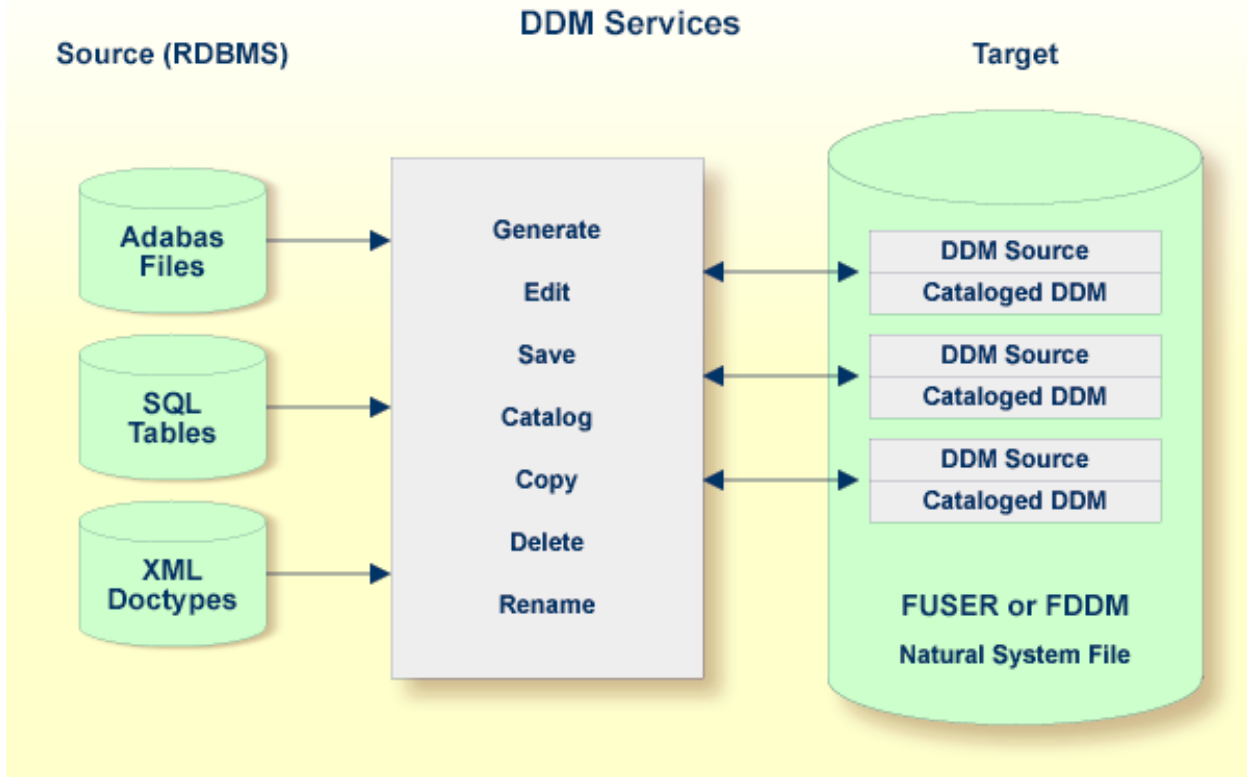 DDM Services
Source (RDBMS)
Target
Adabas
Files
SQL
Tables
XML
Doctypes
Generate
Edit
Save
Catalog
Copy
Delete
Rename
DDM Source
Cataloged DDM
DDM Source
Cataloged DDM
DDM Source
Cataloged DDM
FUSER or FDDM
Natural System File